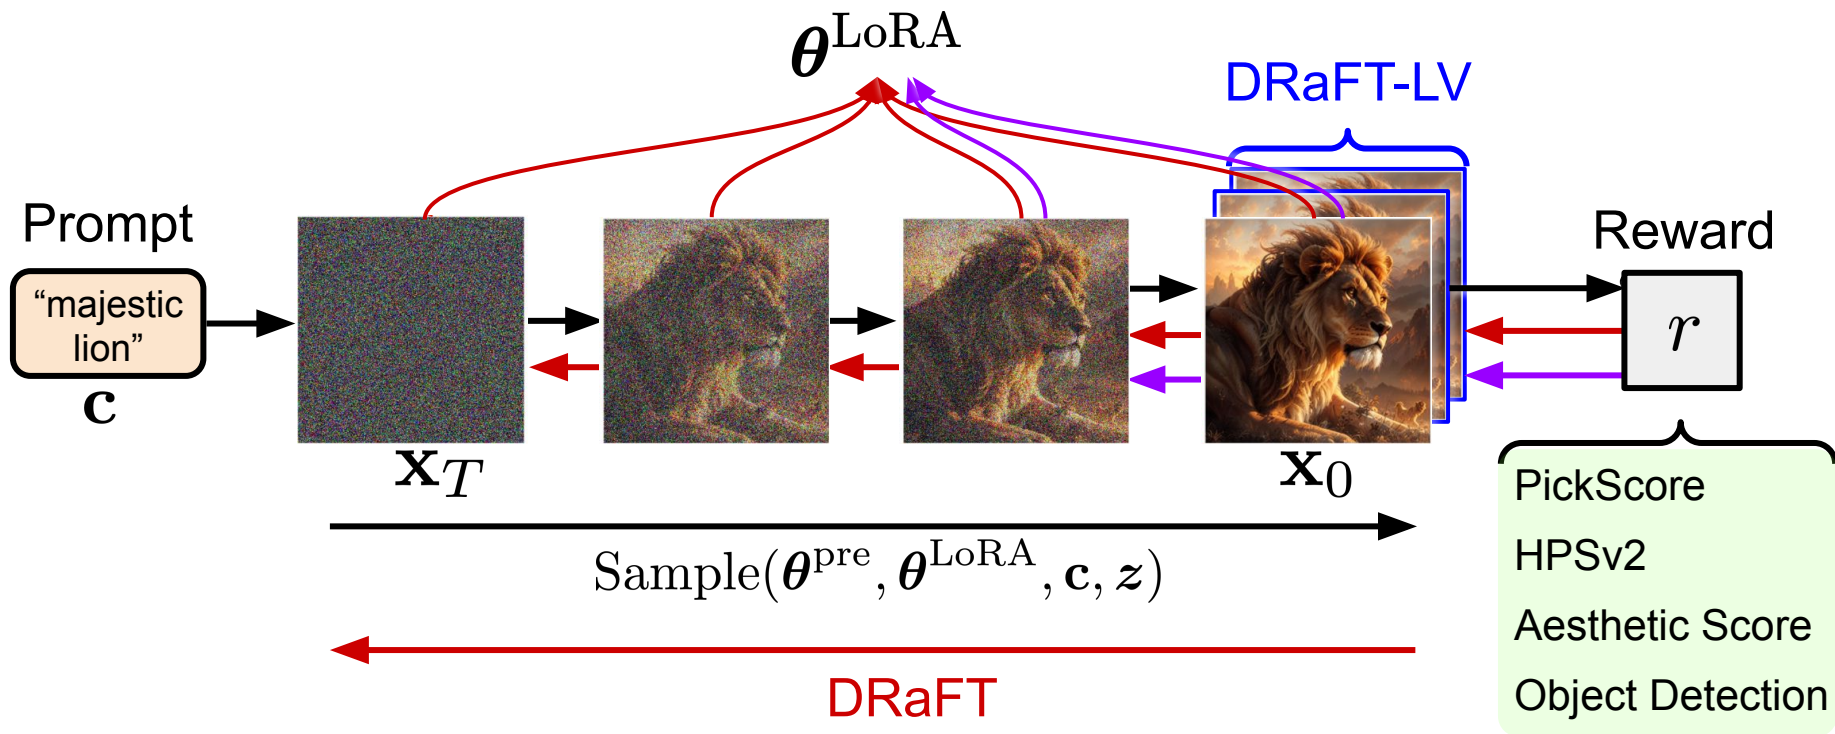 θ^LoRA
DRaFT-LV
Prompt
Reward
“majestic
lion”
r
c
x_T
x_0
Sample(θ^pre, θ^LoRA, c, z)
DRaFT
PickScore
HPSv2
Aesthetic Score
Object Detection